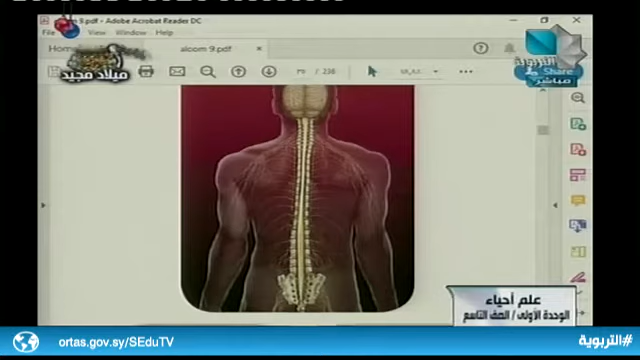 9.pdf - Adobe Acrobat Reader DC
File View Window Help
aloom 9.pdf
/ 238
Share
التربوية
مباشر
ميلاد مجيد
علم أحياء
الوحدة الأولى / الصف التاسع
ortas.gov.sy/SEduTV
#التربوية